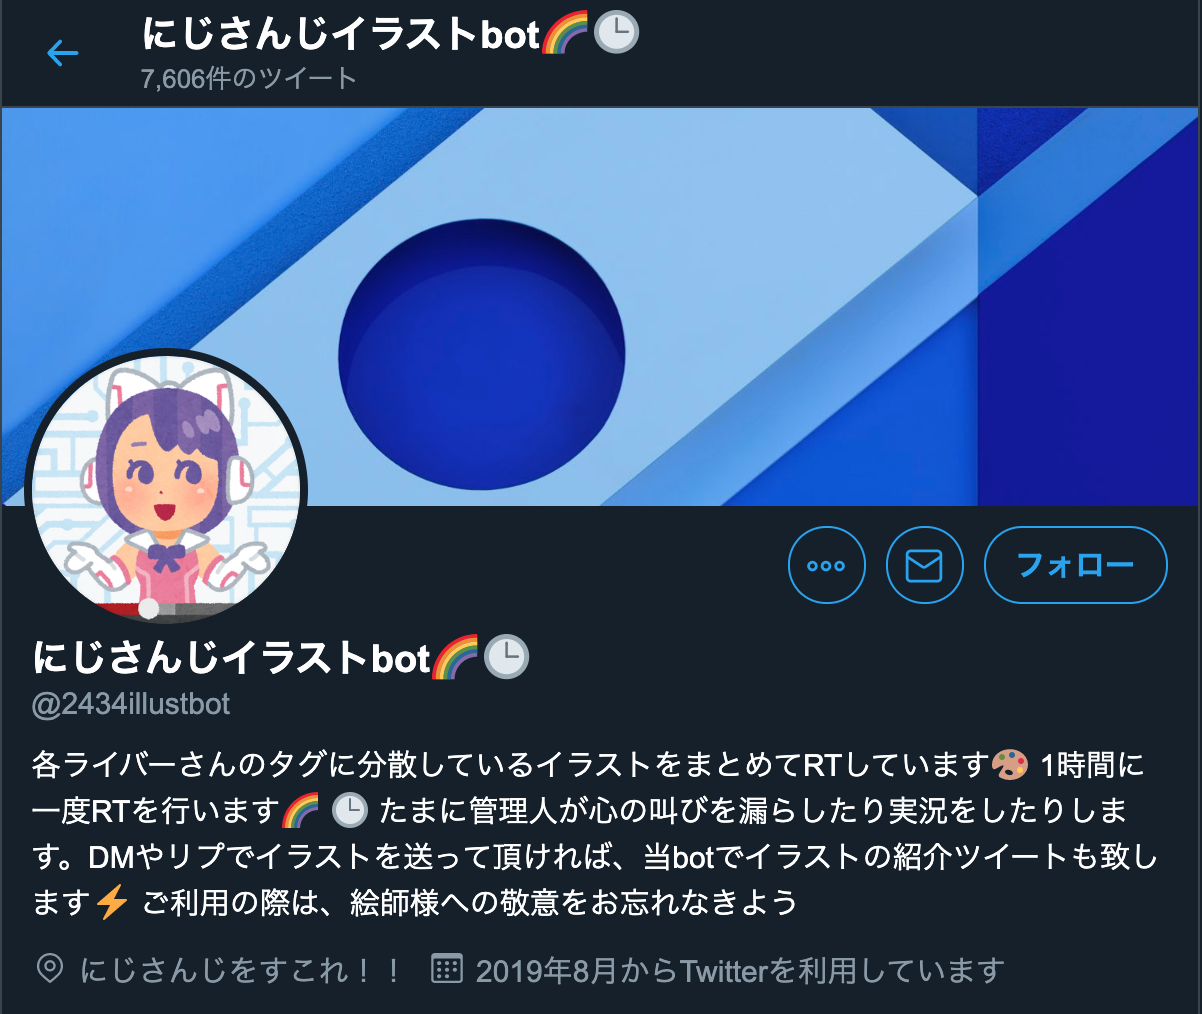 にじさんじイラストbot🌈🕒
7,606件のツイート
フォロー
にじさんじイラストbot🌈🕒
@2434illustbot
各ライバーさんのタグに分散しているイラストをまとめてRTしています🎨 1時間に
一度RTを行います🌈 🕒 たまに管理人が心の叫びを漏らしたり実況をしたりしま
す。DMやリプでイラストを送って頂ければ、当botでイラストの紹介ツイートも致し
ます⚡ ご利用の際は、絵師様への敬意をお忘れなきよう
にじさんじをすこれ！！ 2019年8月からTwitterを利用しています